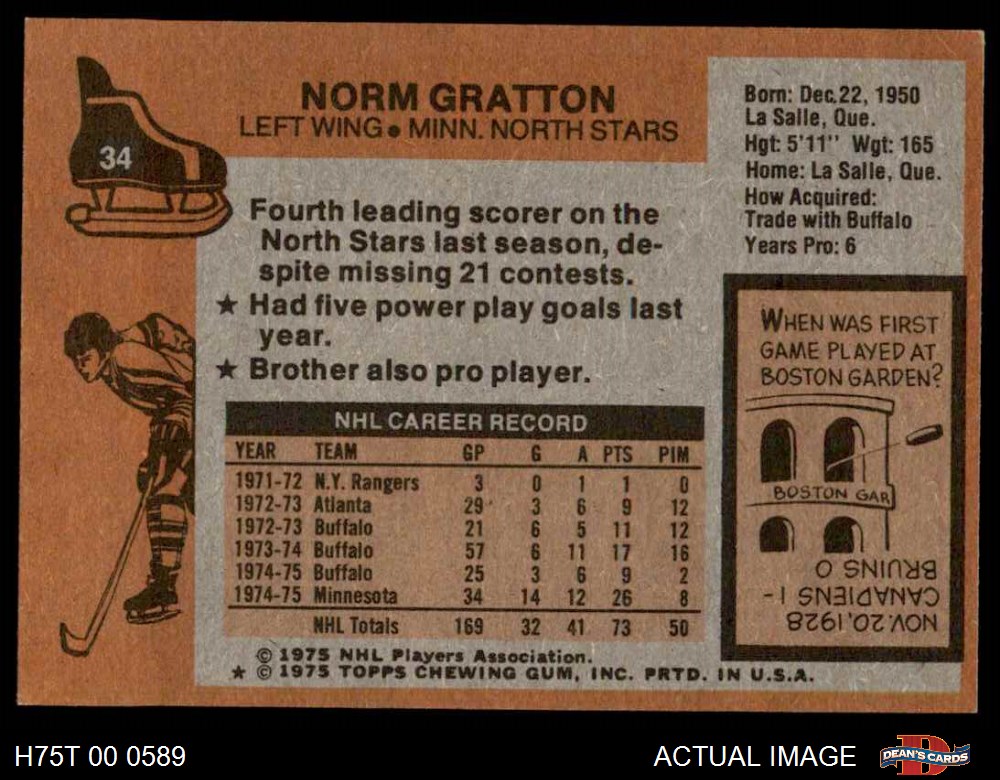 34
NORM GRATTON
LEFT WING ● MINN. NORTH STARS
Born: Dec. 22, 1950
La Salle, Que.
Hgt: 5'11" Wgt: 165
Home: La Salle, Que.
How Acquired:
Trade with Buffalo
Years Pro: 6
Fourth leading scorer on the
North Stars last season, de-
spite missing 21 contests.
★ Had five power play goals last
year.
★ Brother also pro player.
NHL CAREER RECORD
YEAR TEAM GP G A PTS PIM
1971-72 N.Y. Rangers 3 0 1 1 0
1972-73 Atlanta 29 3 6 9 12
1972-73 Buffalo 21 6 5 11 12
1973-74 Buffalo 57 6 11 17 16
1974-75 Buffalo 25 3 6 9 2
1974-75 Minnesota 34 14 12 26 8
NHL Totals 169 32 41 73 50
© 1975 NHL Players Association.
★ © 1975 TOPPS CHEWING GUM, INC. PRTD. IN U.S.A.
WHEN WAS FIRST
GAME PLAYED AT
BOSTON GARDEN?
BOSTON GAR
NOV. 20, 1928
CANADIENS 1 -
BRUINS 0
H75T 00 0589
ACTUAL IMAGE
D
DEAN'S CARDS